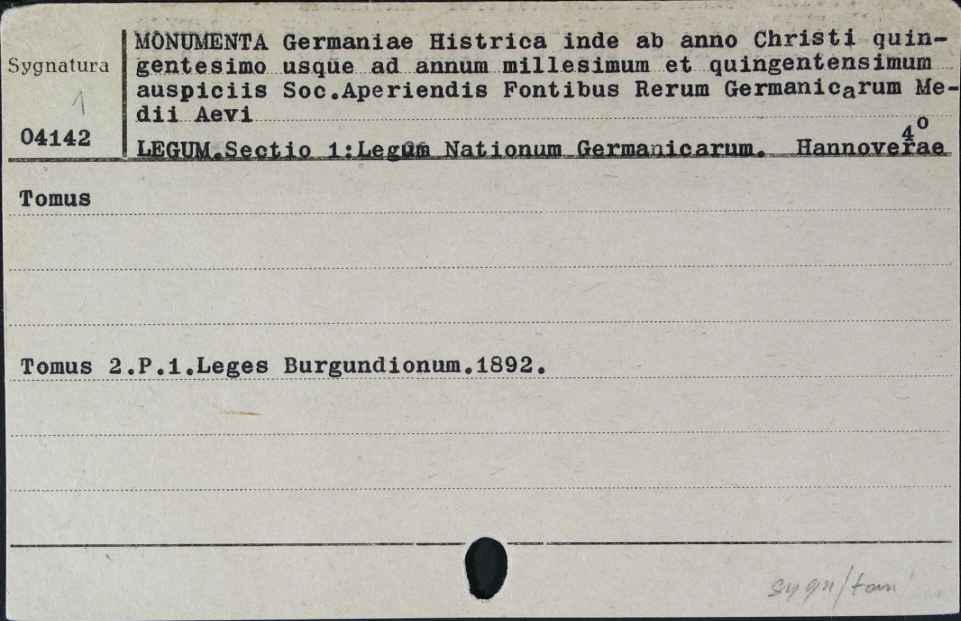 MONUMENTA Germaniae Histrica inde ab anno Christi quin-
Sygnatura gentesimo usque ad annum millesimum et quingentensimum
1 auspiciis Soc.Aperiendis Fontibus Rerum Germanicarum Me-
dii Aevi
04142
4°
LEGUM.Sectio 1:Legum Nationum Germanicarum. Hannoverae
Tomus
Tomus 2.P.1.Leges Burgundionum.1892.
sygn/tom